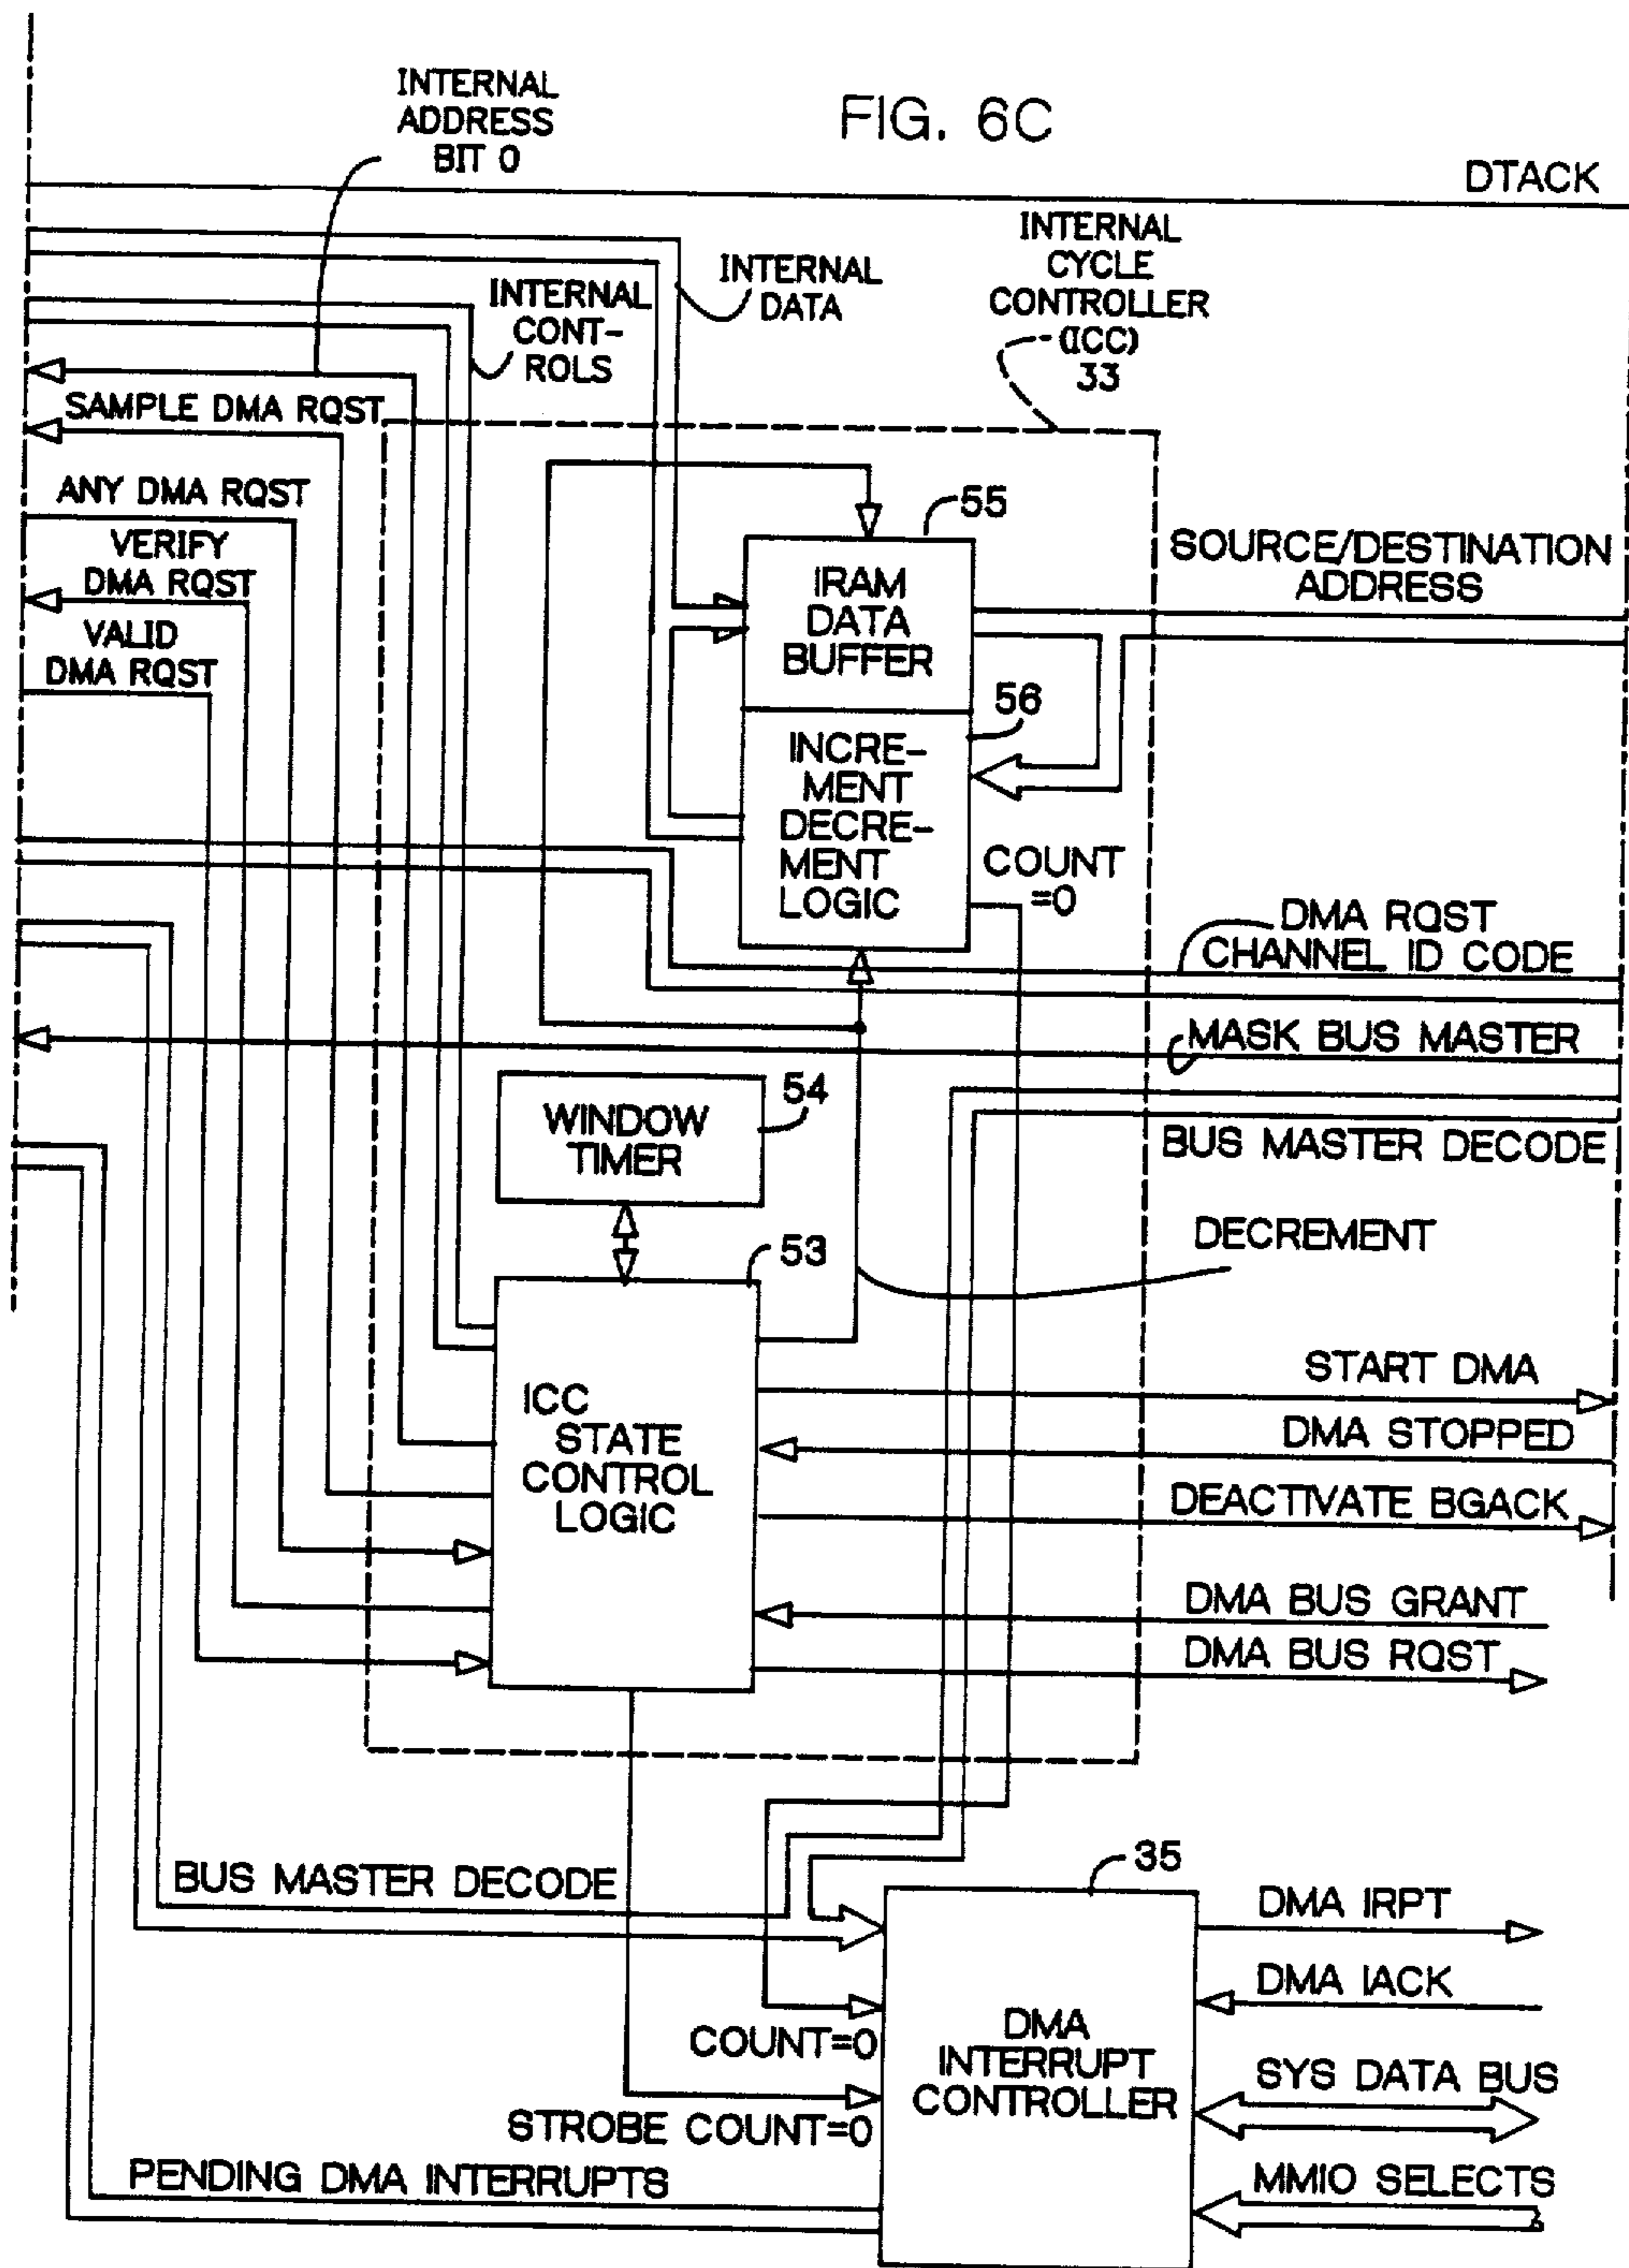 FIG. 6C
INTERNAL
ADDRESS
BIT 0
DTACK
INTERNAL
CYCLE
CONTROLLER
(ICC)
33
INTERNAL
DATA
INTERNAL
CONT-
ROLS
SAMPLE DMA RQST
ANY DMA RQST
VERIFY
DMA RQST
VALID
DMA RQST
55
IRAM
DATA
BUFFER
SOURCE/DESTINATION
ADDRESS
56
INCRE-
MENT
DECRE-
MENT
LOGIC
COUNT
=0
DMA RQST
CHANNEL ID CODE
MASK BUS MASTER
54
WINDOW
TIMER
BUS MASTER DECODE
DECREMENT
53
ICC
STATE
CONTROL
LOGIC
START DMA
DMA STOPPED
DEACTIVATE BGACK
DMA BUS GRANT
DMA BUS RQST
BUS MASTER DECODE
35
DMA
INTERRUPT
CONTROLLER
DMA IRPT
DMA IACK
COUNT=0
STROBE COUNT=0
SYS DATA BUS
PENDING DMA INTERRUPTS
MMIO SELECTS